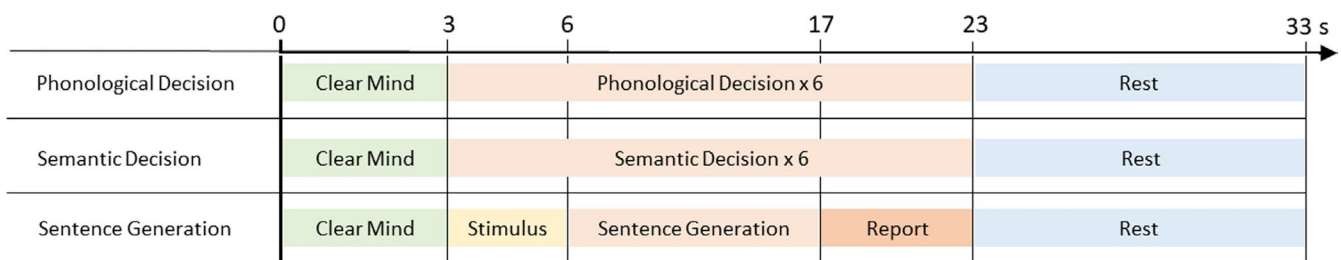 0 3 6 17 23 33 s
Phonological Decision Clear Mind Phonological Decision x 6 Rest
Semantic Decision Clear Mind Semantic Decision x 6 Rest
Sentence Generation Clear Mind Stimulus Sentence Generation Report Rest